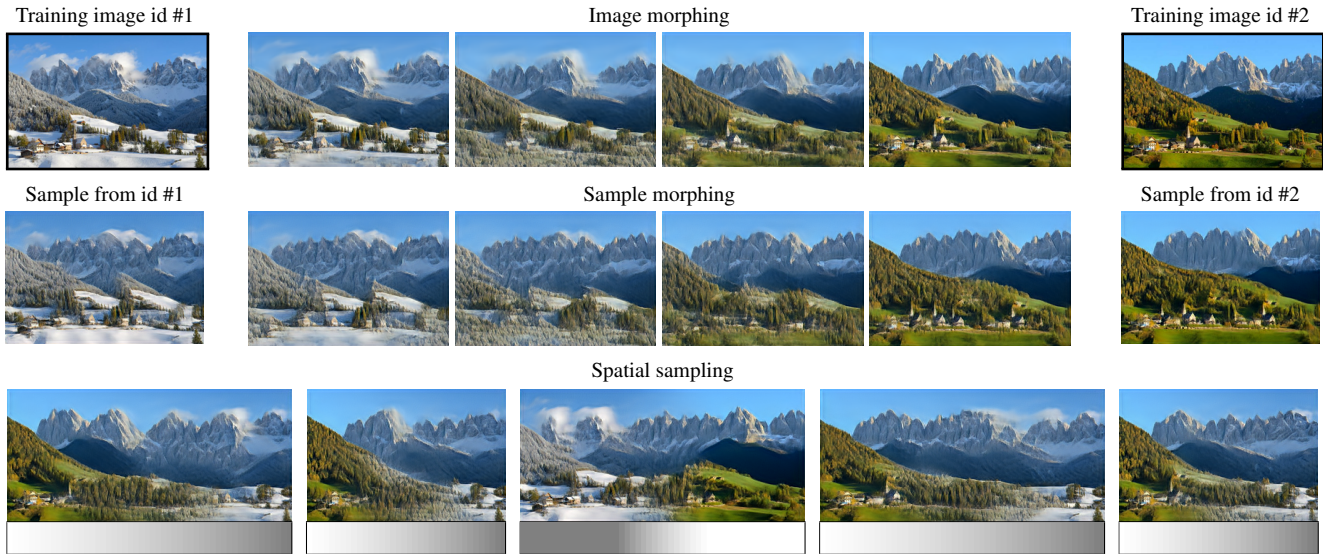 Training image id #1
Image morphing
Training image id #2
Sample from id #1
Sample morphing
Sample from id #2
Spatial sampling